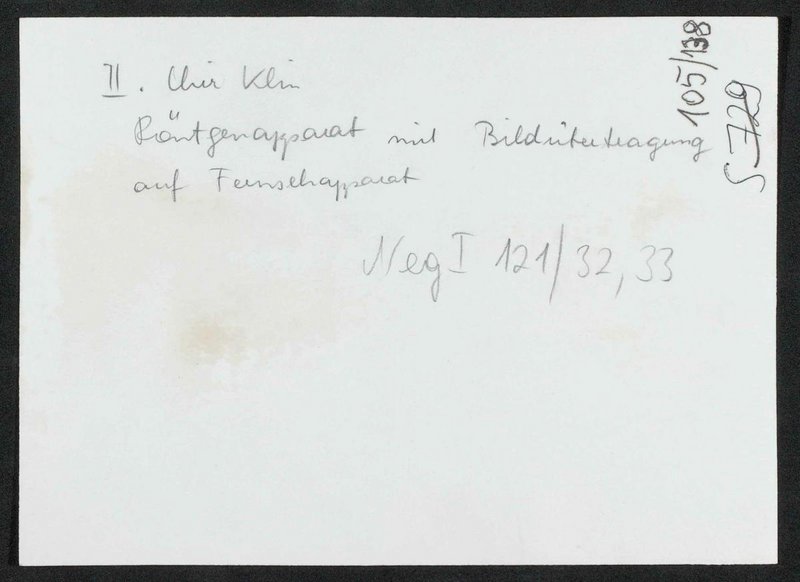 II. Chir Klin
Röntgenapparat mit Bildübertragung
auf Fernsehapparat
Neg I 121/32, 33
105/138
S 729